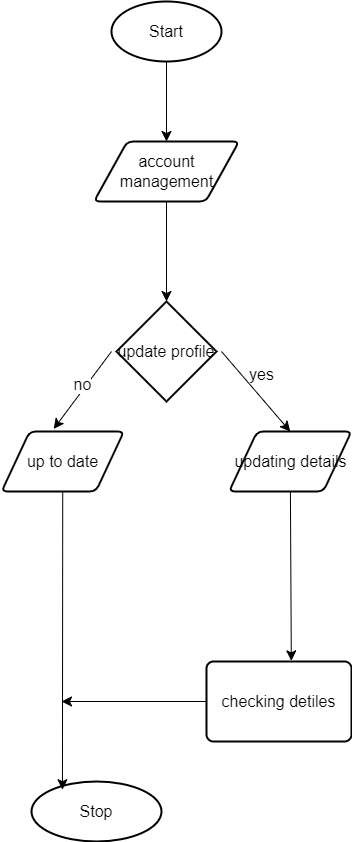 Start
account
management
update profile
no
yes
up to date
updating details
checking detiles
Stop